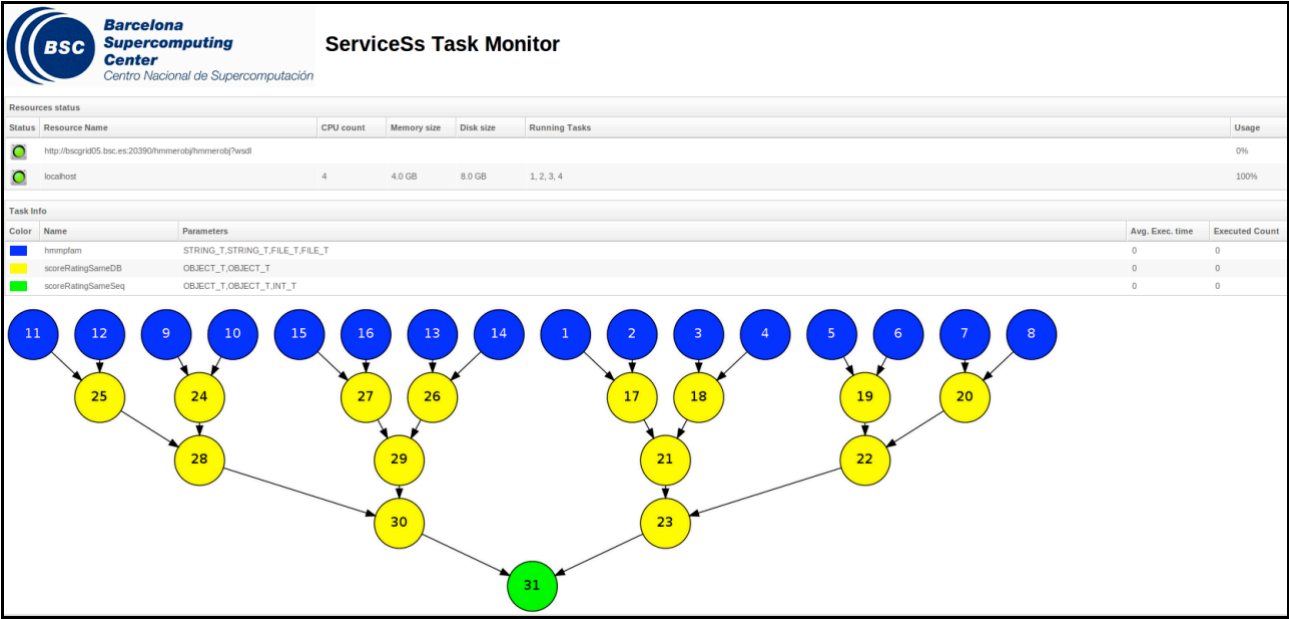 Barcelona
Supercomputing
Center
Centro Nacional de Supercomputación
BSC
ServiceSs Task Monitor
Resources status
Status Resource Name CPU count Memory size Disk size Running Tasks Usage
http://bscgrid05.bsc.es:20390/hmmerobj/hmmerobj?wsdl 0%
localhost 4 4.0 GB 8.0 GB 1, 2, 3, 4 100%
Task Info
Color Name Parameters Avg. Exec. time Executed Count
hmmpfam STRING_T,STRING_T,FILE_T,FILE_T 0 0
scoreRatingSameDB OBJECT_T,OBJECT_T 0 0
scoreRatingSameSeq OBJECT_T,OBJECT_T,INT_T 0 0
11 12 9 10 15 16 13 14 1 2 3 4 5 6 7 8
25 24 27 26 17 18 19 20
28 29 21 22
30 23
31